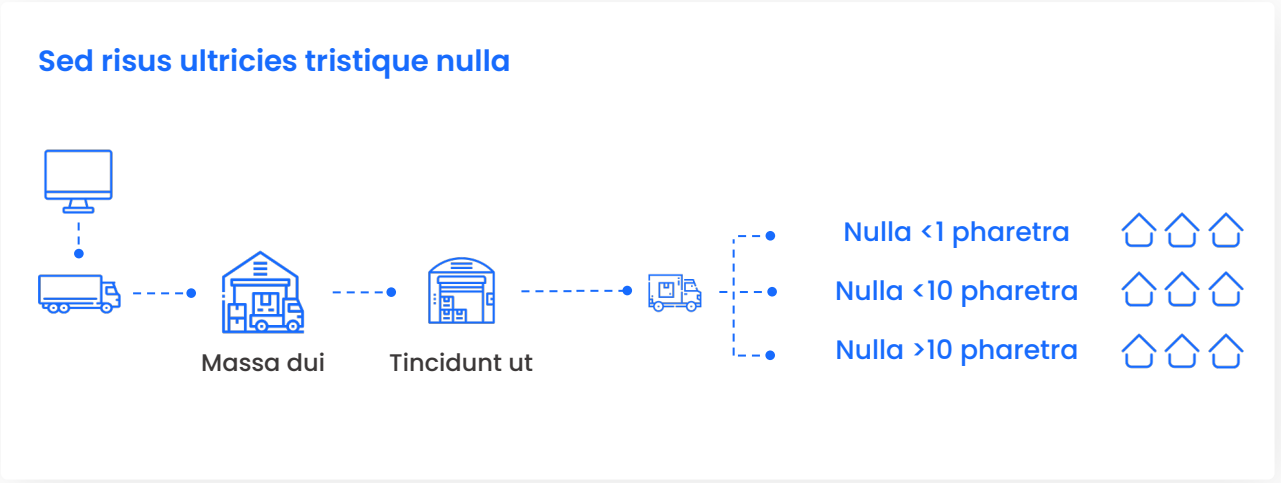 Sed risus ultricies tristique nulla
Nulla <1 pharetra
Nulla <10 pharetra
Nulla >10 pharetra
Massa dui
Tincidunt ut